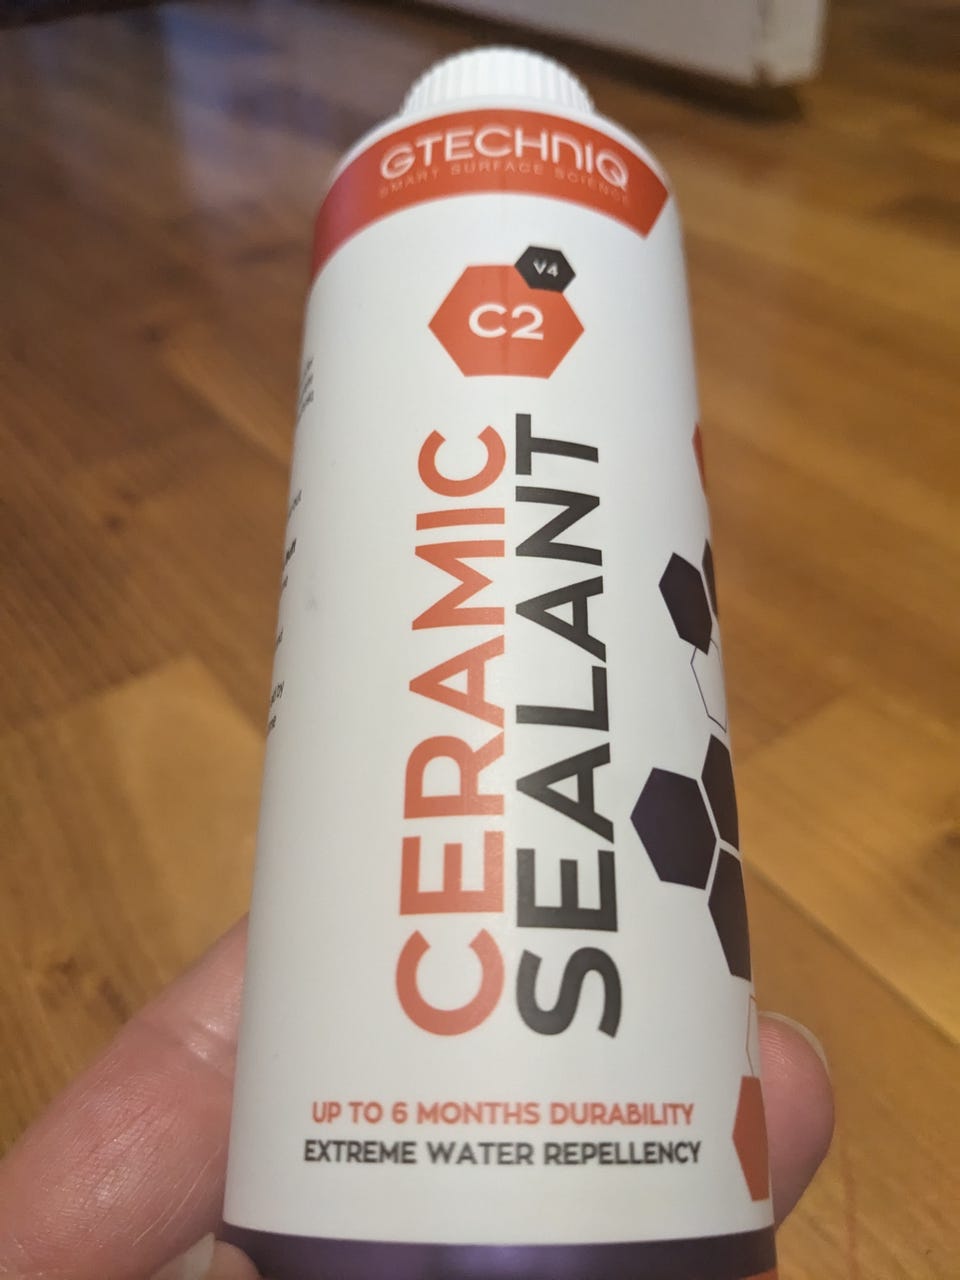 GTECHNIQ
SMART SURFACE SCIENCE
V4
C2
CERAMIC
SEALANT
UP TO 6 MONTHS DURABILITY
EXTREME WATER REPELLENCY